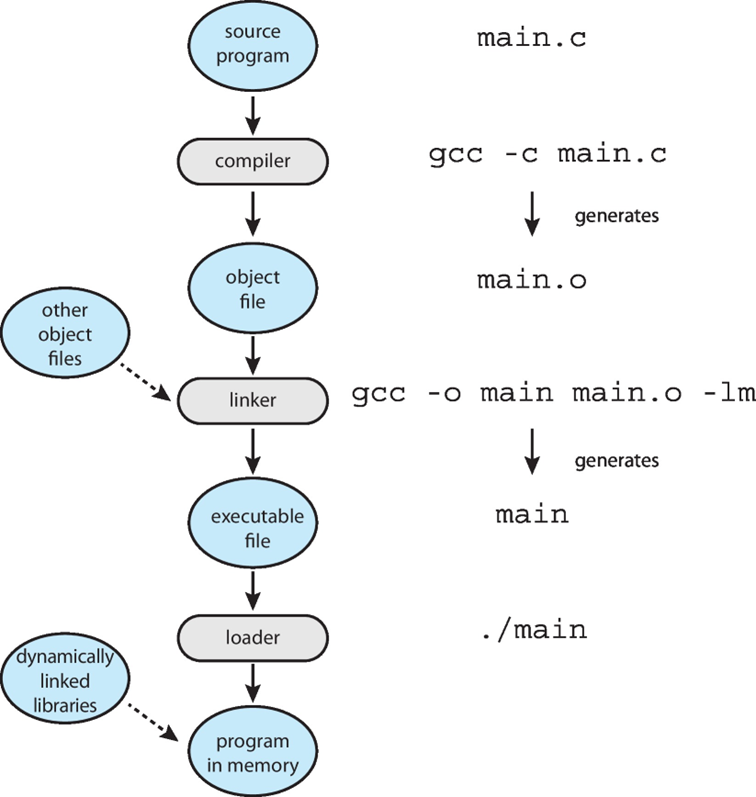 source
program
main.c
compiler
gcc -c main.c
generates
object
file
main.o
other
object
files
linker
gcc -o main main.o -lm
generates
executable
file
main
loader
./main
dynamically
linked
libraries
program
in memory